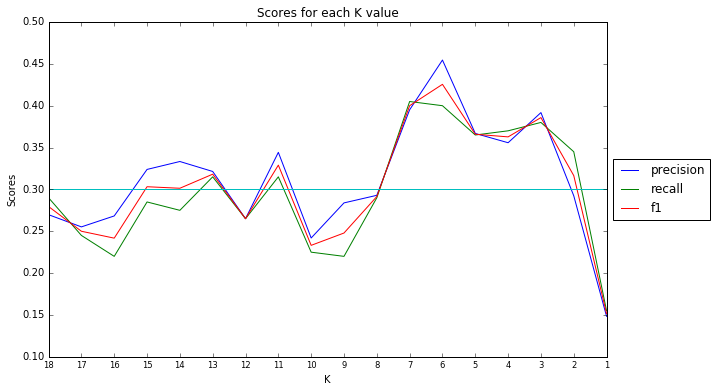 Scores for each K value
0.50
0.45
0.40
0.35
0.30
0.25
0.20
0.15
0.10
Scores
18 17 16 15 14 13 12 11 10 9 8 7 6 5 4 3 2 1
K
precision
recall
f1